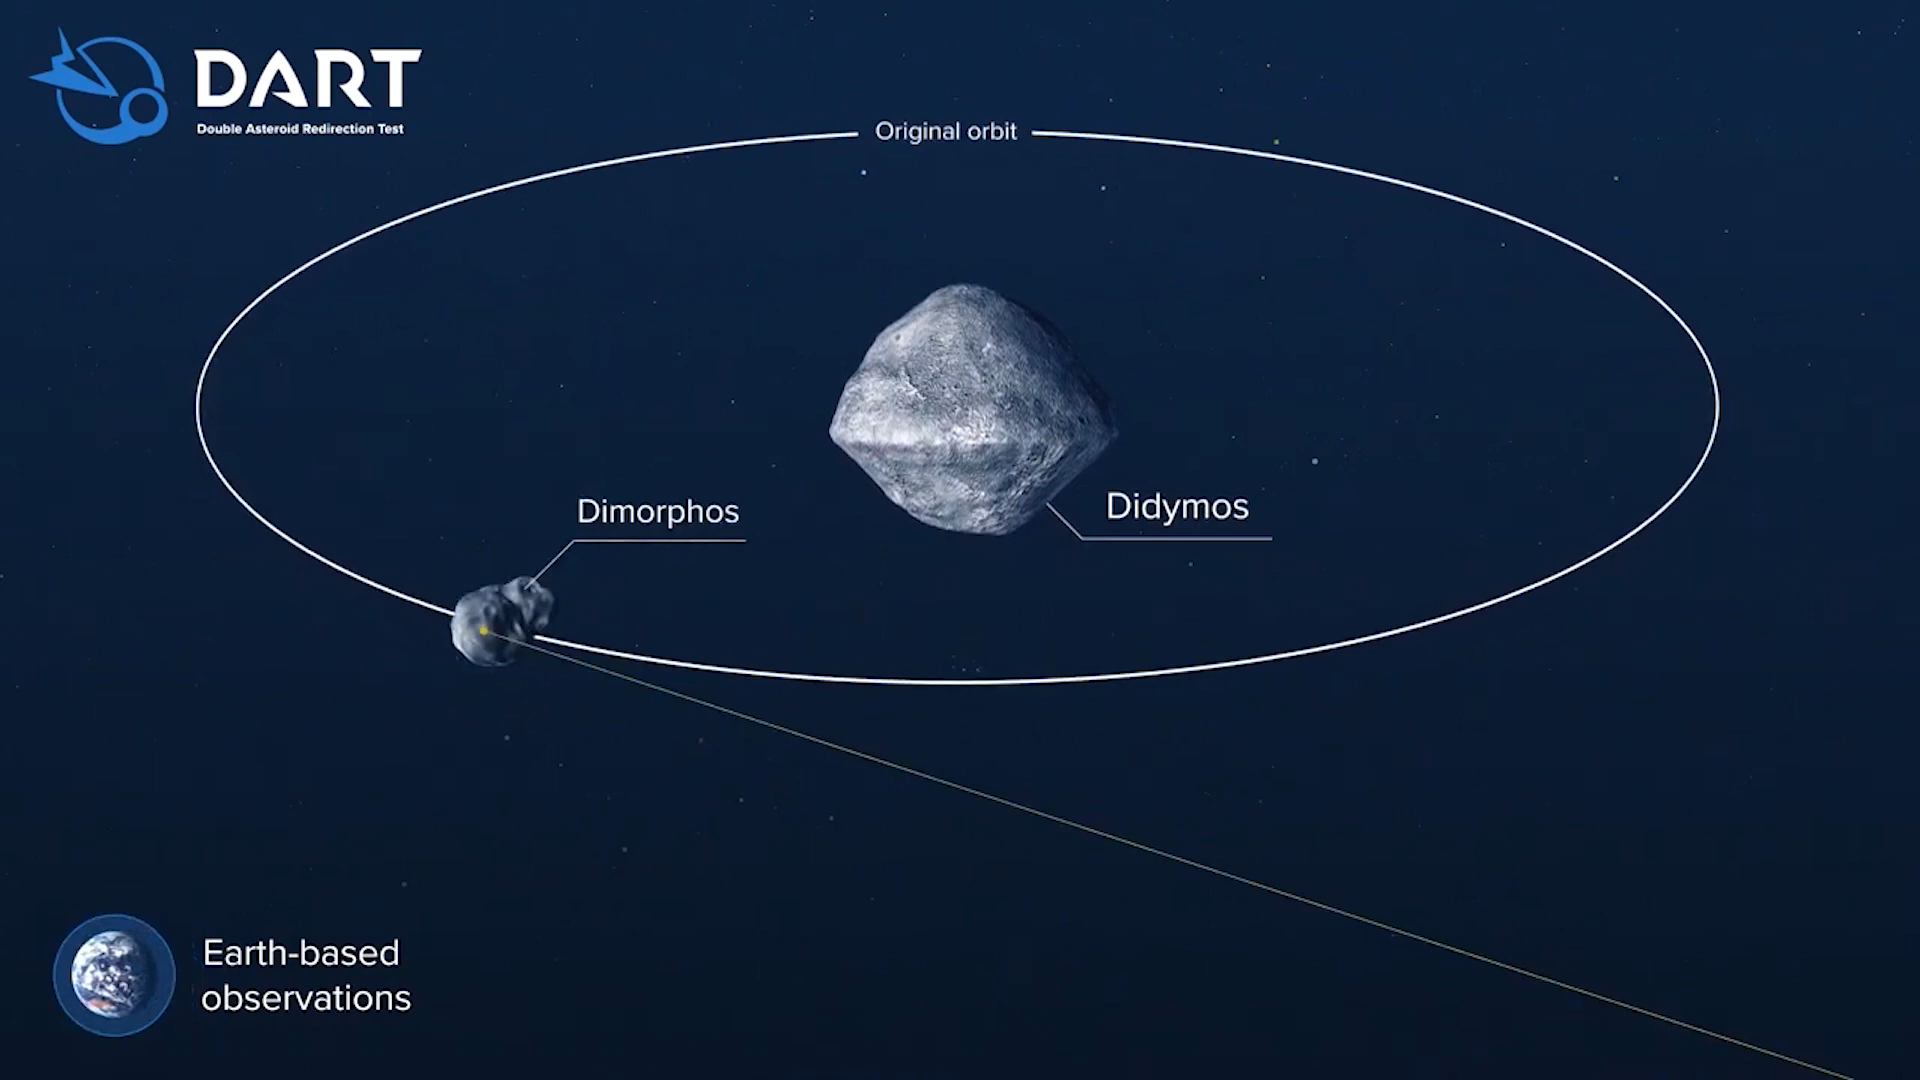 DART
Double Asteroid Redirection Test
Original orbit
Dimorphos
Didymos
Earth-based
observations